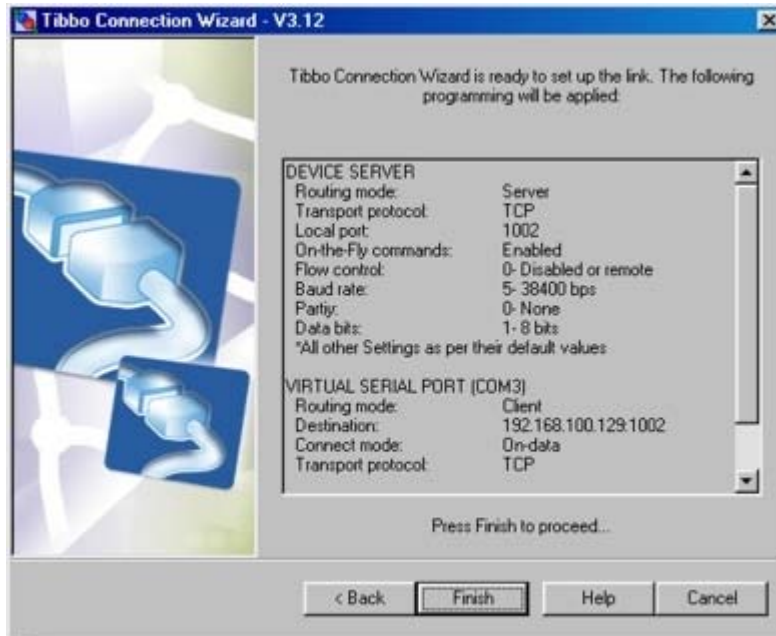 Tibbo Connection Wizard - V3.12
Tibbo Connection Wizard is ready to set up the link. The following
programming will be applied:
DEVICE SERVER
Routing mode: Server
Transport protocol: TCP
Local port: 1002
On-the-Fly commands: Enabled
Flow control: 0- Disabled or remote
Baud rate: 5- 38400 bps
Partiy: 0- None
Data bits: 1- 8 bits
*All other Settings as per their default values
VIRTUAL SERIAL PORT (COM3)
Routing mode: Client
Destination: 192.168.100.129:1002
Connect mode: On-data
Transport protocol: TCP
Press Finish to proceed...
< Back Finish Help Cancel